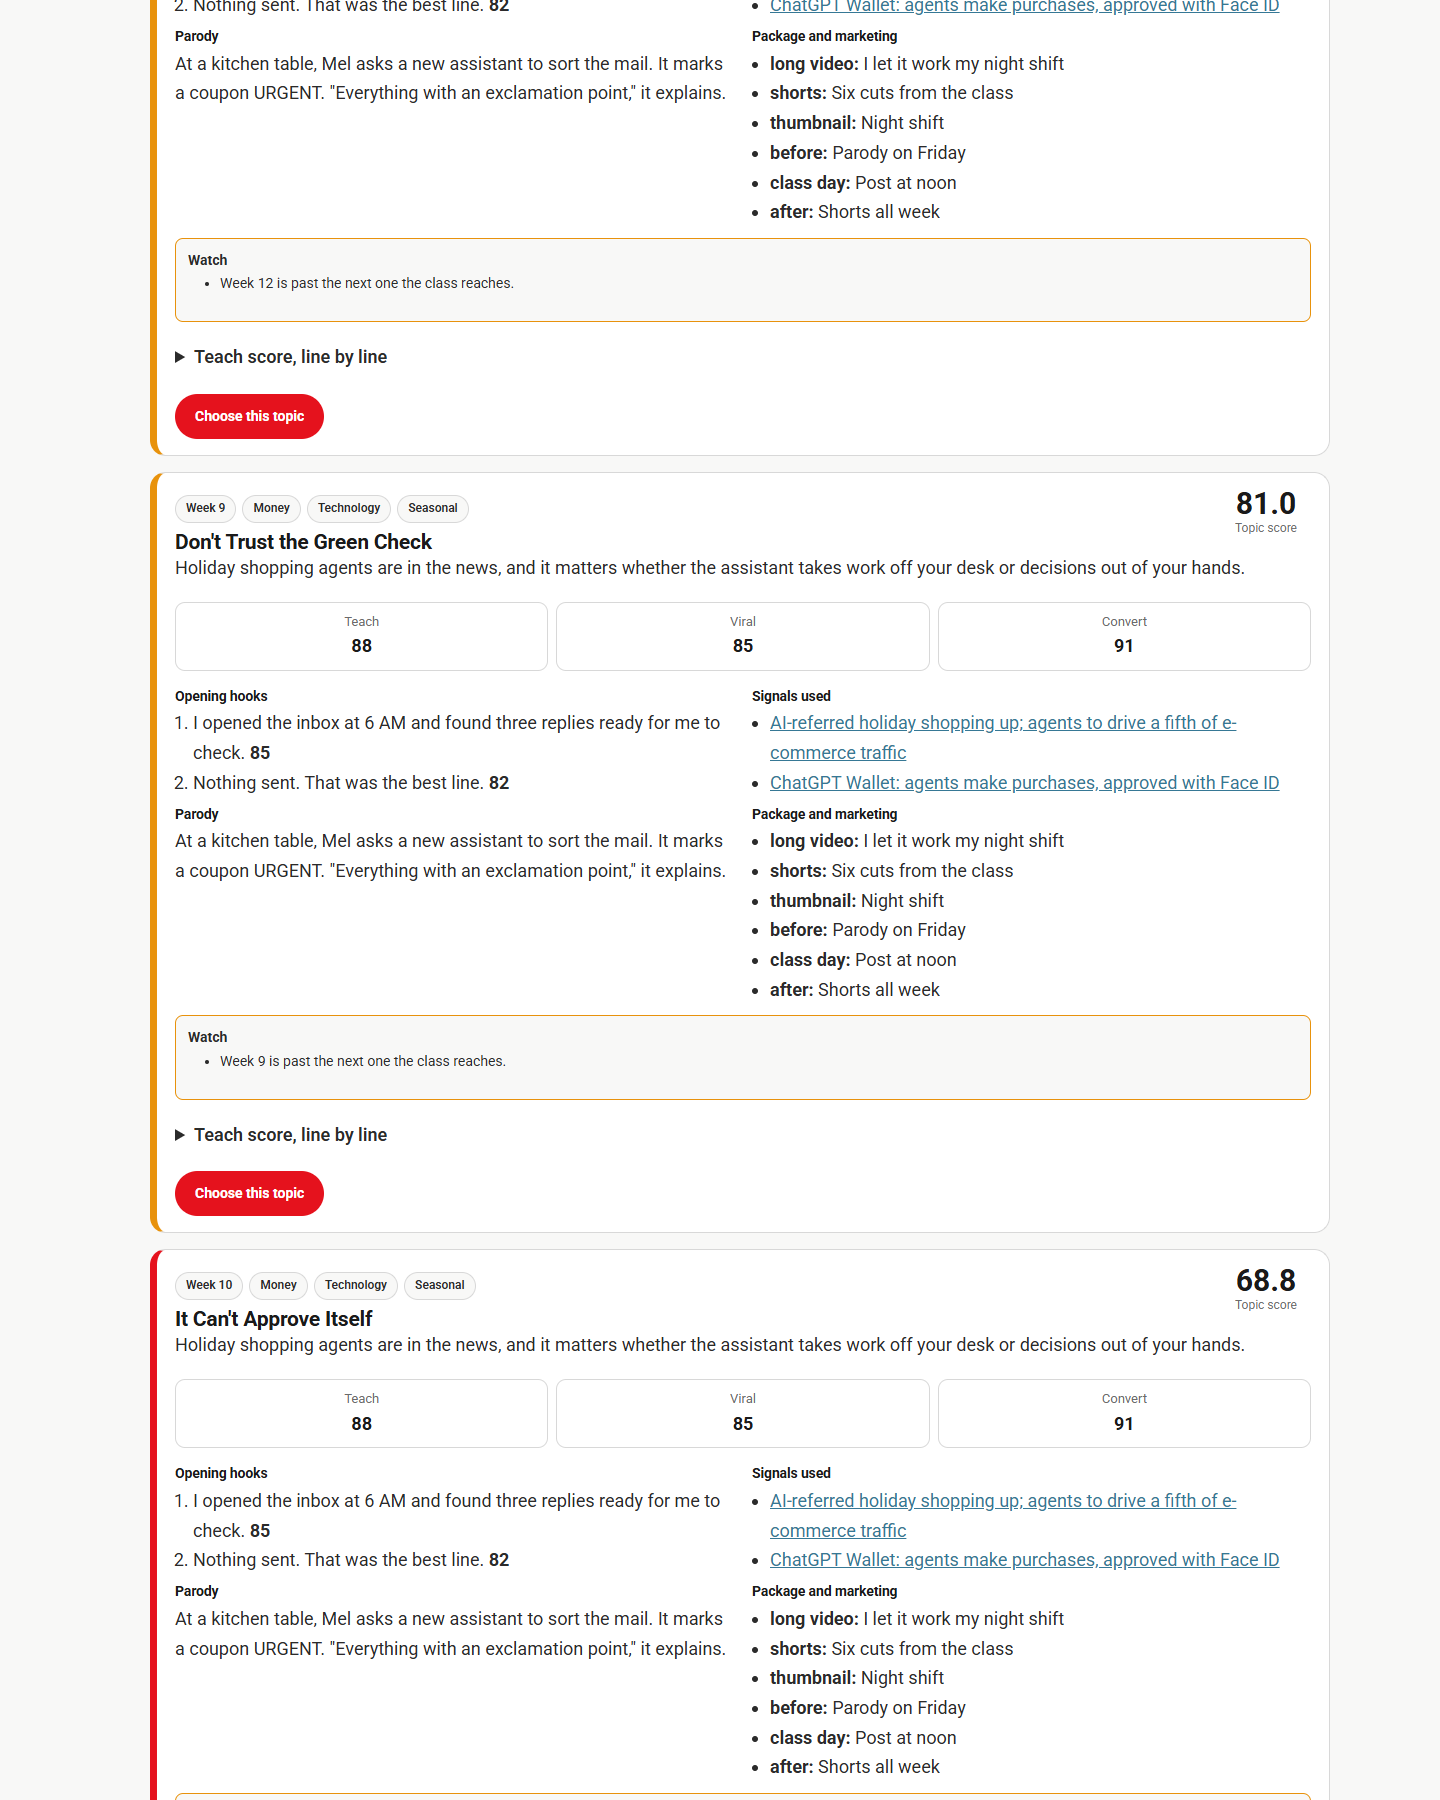 2. Nothing sent. That was the best line. 82
Parody
At a kitchen table, Mel asks a new assistant to sort the mail. It marks
a coupon URGENT. "Everything with an exclamation point," it explains.
ChatGPT Wallet: agents make purchases, approved with Face ID
Package and marketing
long video: I let it work my night shift
shorts: Six cuts from the class
thumbnail: Night shift
before: Parody on Friday
class day: Post at noon
after: Shorts all week
Watch
Week 12 is past the next one the class reaches.
Teach score, line by line
Choose this topic
Week 9
Money
Technology
Seasonal
81.0
Topic score
Don't Trust the Green Check
Holiday shopping agents are in the news, and it matters whether the assistant takes work off your desk or decisions out of your hands.
Teach
88
Viral
85
Convert
91
Opening hooks
1. I opened the inbox at 6 AM and found three replies ready for me to
check. 85
2. Nothing sent. That was the best line. 82
Parody
At a kitchen table, Mel asks a new assistant to sort the mail. It marks
a coupon URGENT. "Everything with an exclamation point," it explains.
Signals used
AI-referred holiday shopping up; agents to drive a fifth of e-
commerce traffic
ChatGPT Wallet: agents make purchases, approved with Face ID
Package and marketing
long video: I let it work my night shift
shorts: Six cuts from the class
thumbnail: Night shift
before: Parody on Friday
class day: Post at noon
after: Shorts all week
Watch
Week 9 is past the next one the class reaches.
Teach score, line by line
Choose this topic
Week 10
Money
Technology
Seasonal
68.8
Topic score
It Can't Approve Itself
Holiday shopping agents are in the news, and it matters whether the assistant takes work off your desk or decisions out of your hands.
Teach
88
Viral
85
Convert
91
Opening hooks
1. I opened the inbox at 6 AM and found three replies ready for me to
check. 85
2. Nothing sent. That was the best line. 82
Parody
At a kitchen table, Mel asks a new assistant to sort the mail. It marks
a coupon URGENT. "Everything with an exclamation point," it explains.
Signals used
AI-referred holiday shopping up; agents to drive a fifth of e-
commerce traffic
ChatGPT Wallet: agents make purchases, approved with Face ID
Package and marketing
long video: I let it work my night shift
shorts: Six cuts from the class
thumbnail: Night shift
before: Parody on Friday
class day: Post at noon
after: Shorts all week